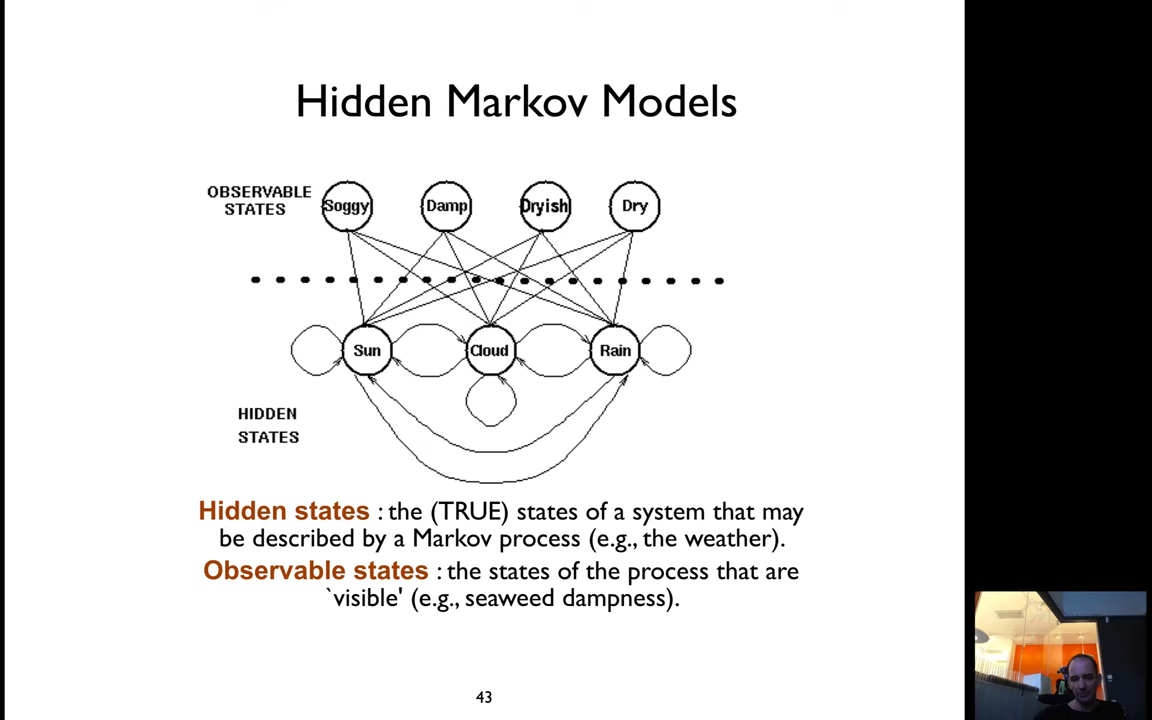 Hidden Markov Models
OBSERVABLE
STATES
Soggy
Damp
Dryish
Dry
Sun
Cloud
Rain
HIDDEN
STATES
Hidden states : the (TRUE) states of a system that may
be described by a Markov process (e.g., the weather).
Observable states : the states of the process that are
`visible' (e.g., seaweed dampness).
43